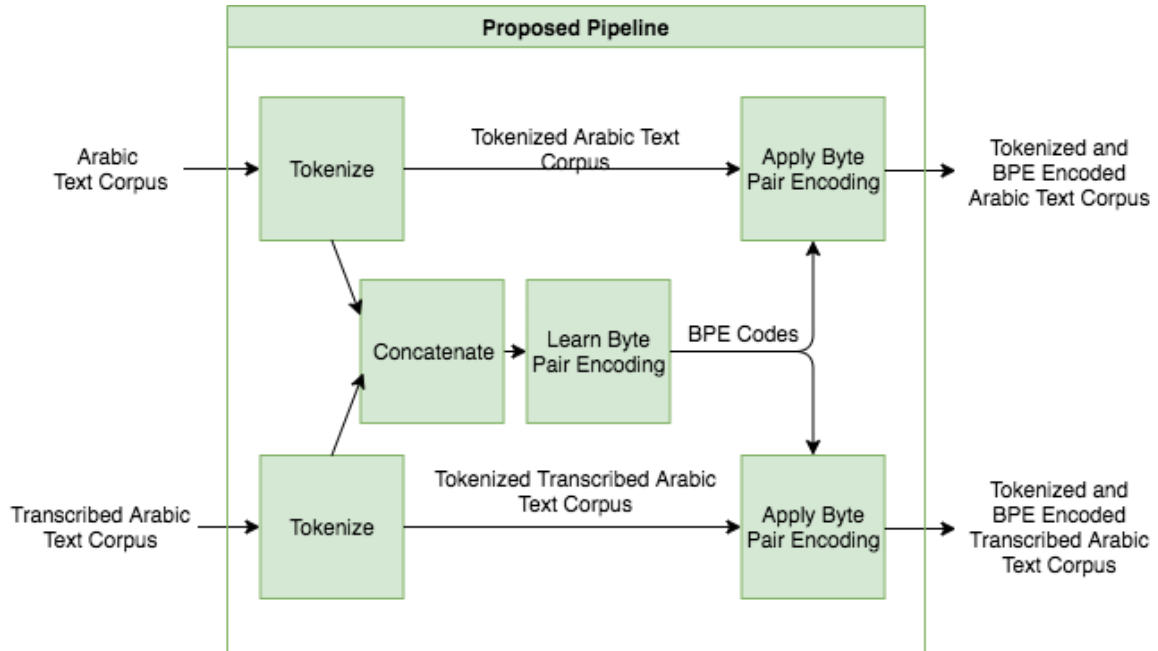 Proposed Pipeline
Arabic
Text Corpus
Tokenize
Tokenized Arabic Text
Corpus
Apply Byte
Pair Encoding
Tokenized and
BPE Encoded
Arabic Text Corpus
Concatenate
Learn Byte
Pair Encoding
BPE Codes
Transcribed Arabic
Text Corpus
Tokenize
Tokenized Transcribed Arabic
Text Corpus
Apply Byte
Pair Encoding
Tokenized and
BPE Encoded
Transcribed Arabic
Text Corpus